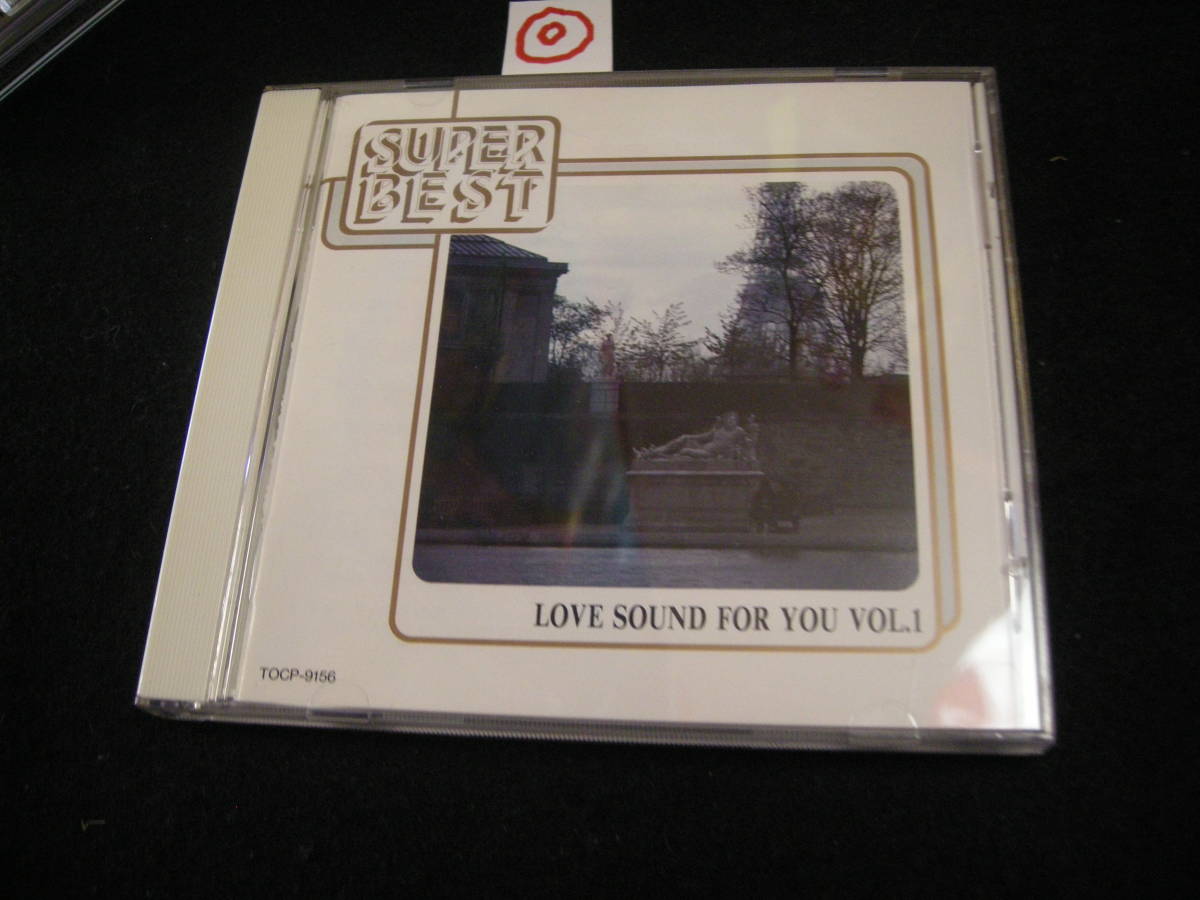 SUPER
BEST
LOVE SOUND FOR YOU VOL.1
TOCP-9156